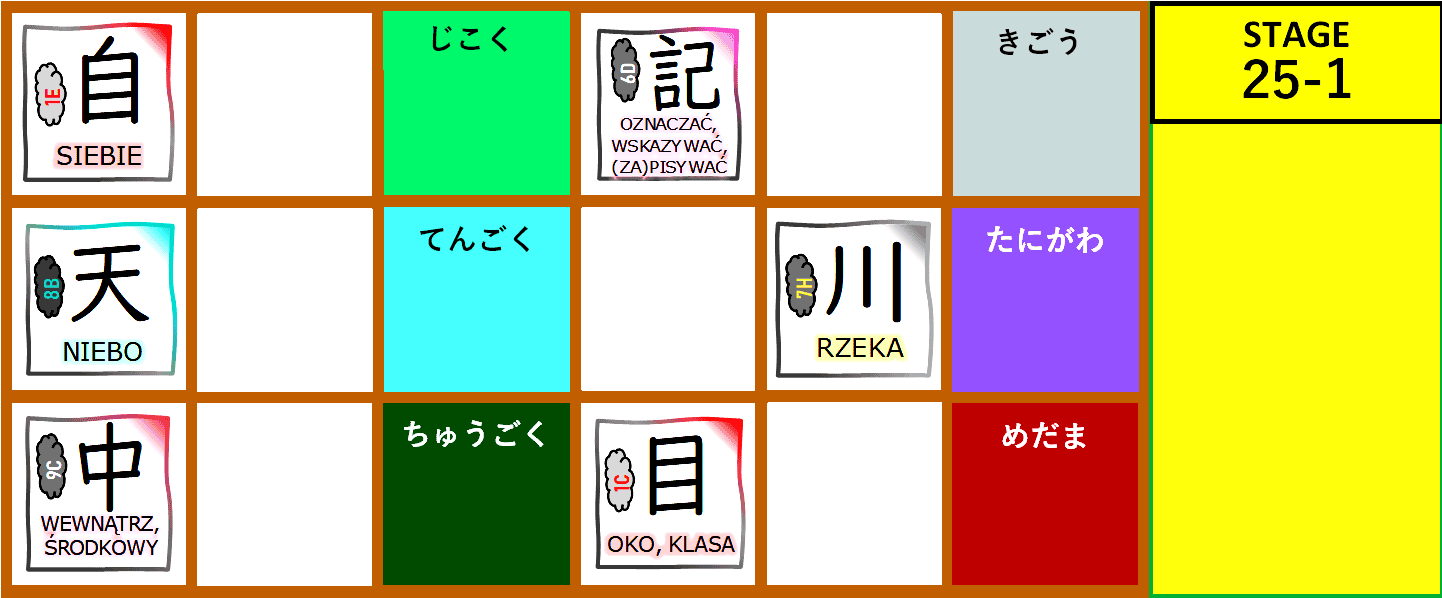 1E
自
SIEBIE
じこく
6D
記
OZNACZAĆ,
WSKAZYWAĆ,
(ZA)PISYWAĆ
きごう
STAGE
25-1
8B
天
NIEBO
てんごく
7H
川
RZEKA
たにがわ
9C
中
WEWNĄTRZ,
ŚRODKOWY
ちゅうごく
1C
目
OKO, KLASA
めだま